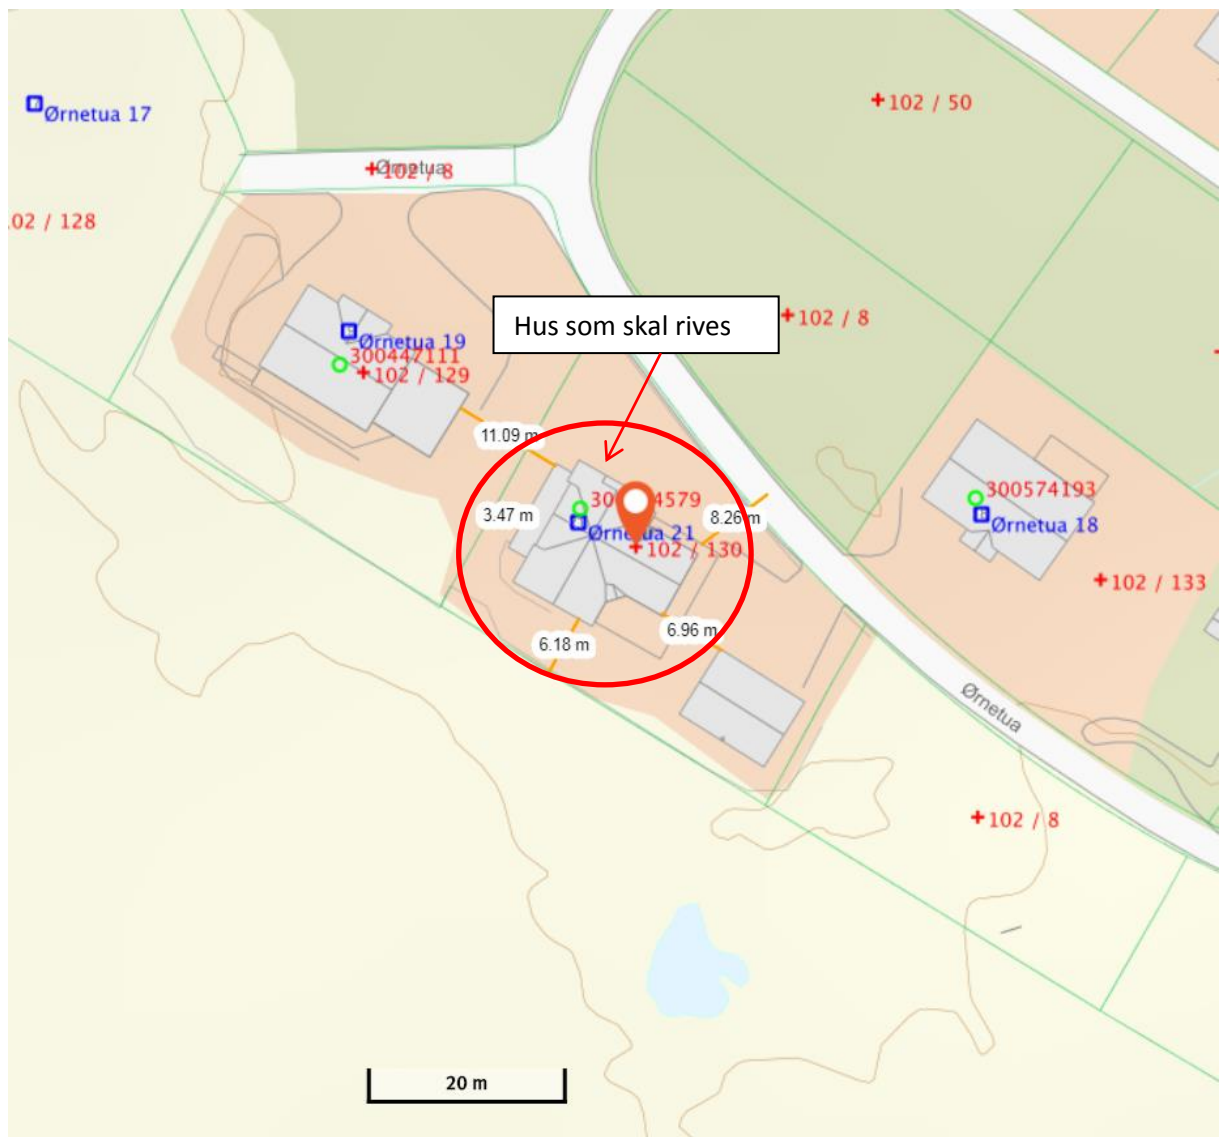 102 / 50
Ørnetua 17
Ørnetua
102 / 8
02 / 128
Hus som skal rives
102 / 8
Ørnetua 19
300447111
102 / 129
11.09 m
3.47 m
8.26 m
Ørnetua 21
102 / 130
300574193
Ørnetua 18
102 / 133
6.18 m
6.96 m
Ørnetua
102 / 8
20 m